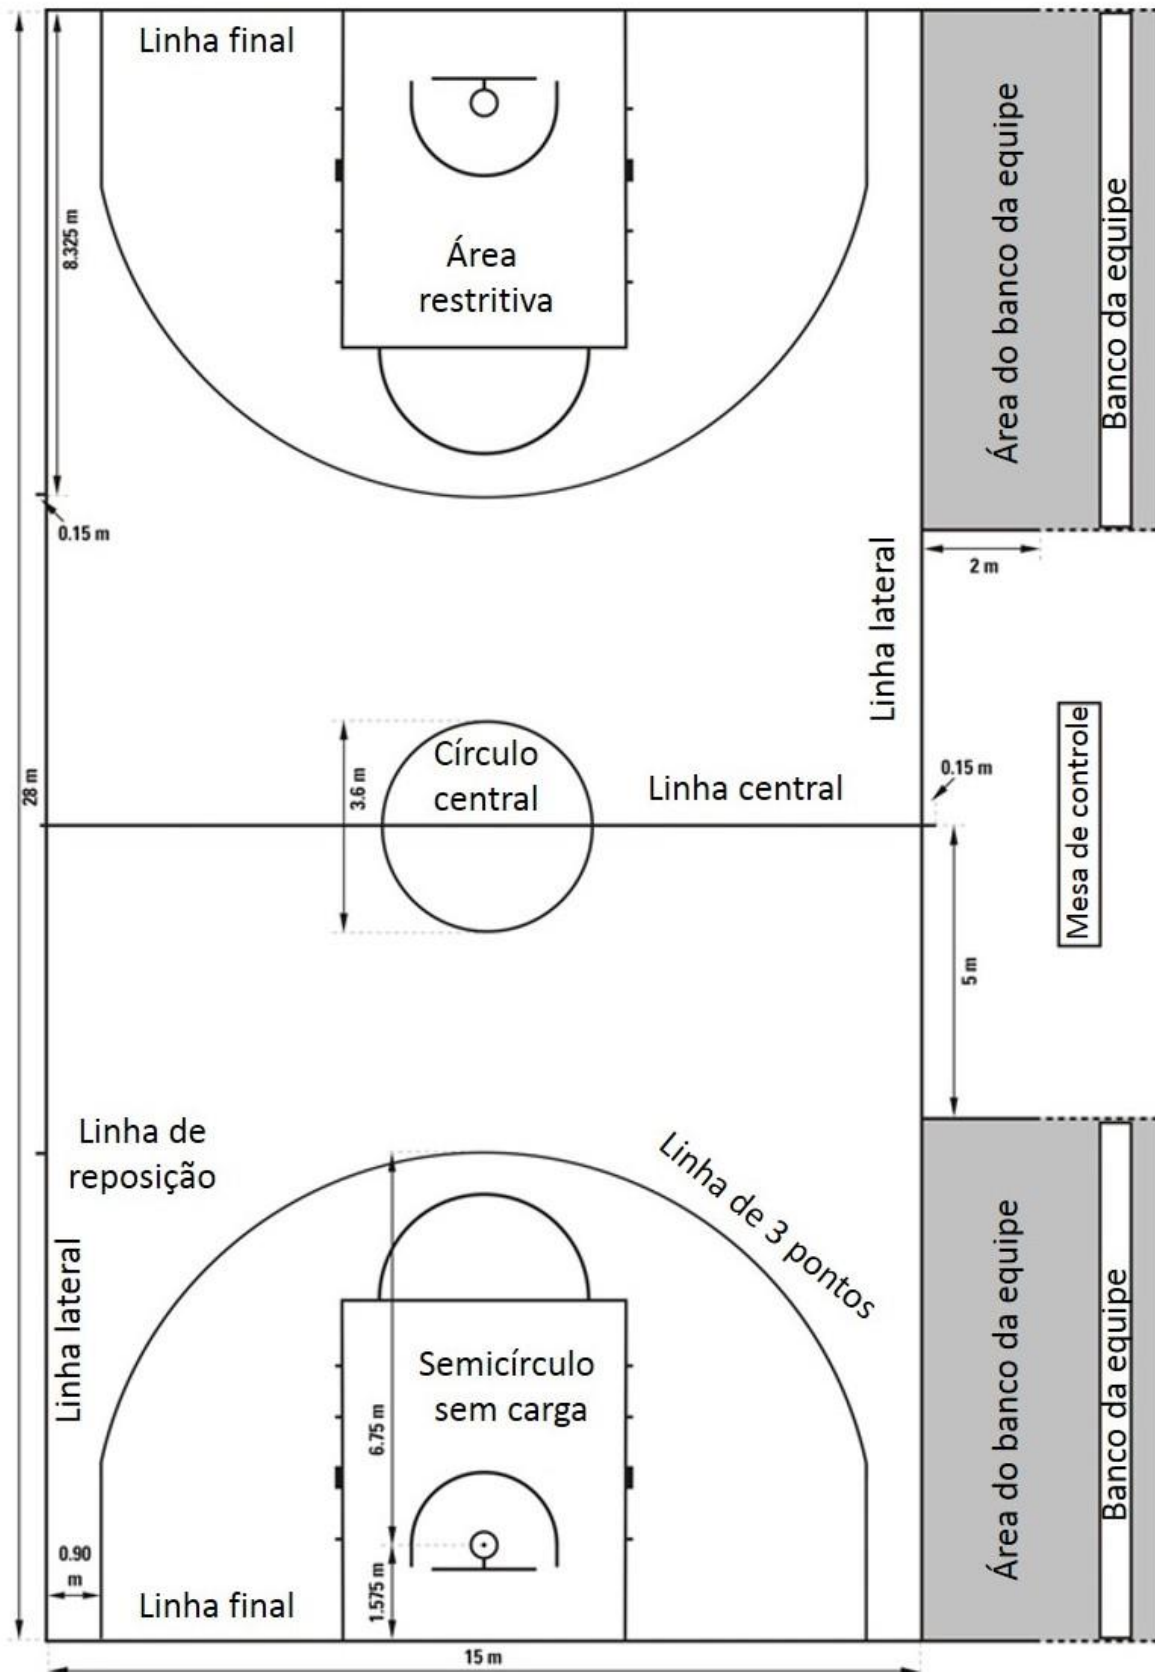 Linha final
8.325 m
Área
restritiva
Área do banco da equipe
Banco da equipe
0.15 m
2 m
Linha lateral
28 m
3.6 m
Círculo
central
Linha central
0.15 m
Mesa de controle
5 m
Linha de
reposição
Linha de 3 pontos
Linha lateral
Semicírculo
sem carga
6.75 m
Área do banco da equipe
Banco da equipe
0.90
m
1.575 m
Linha final
15 m